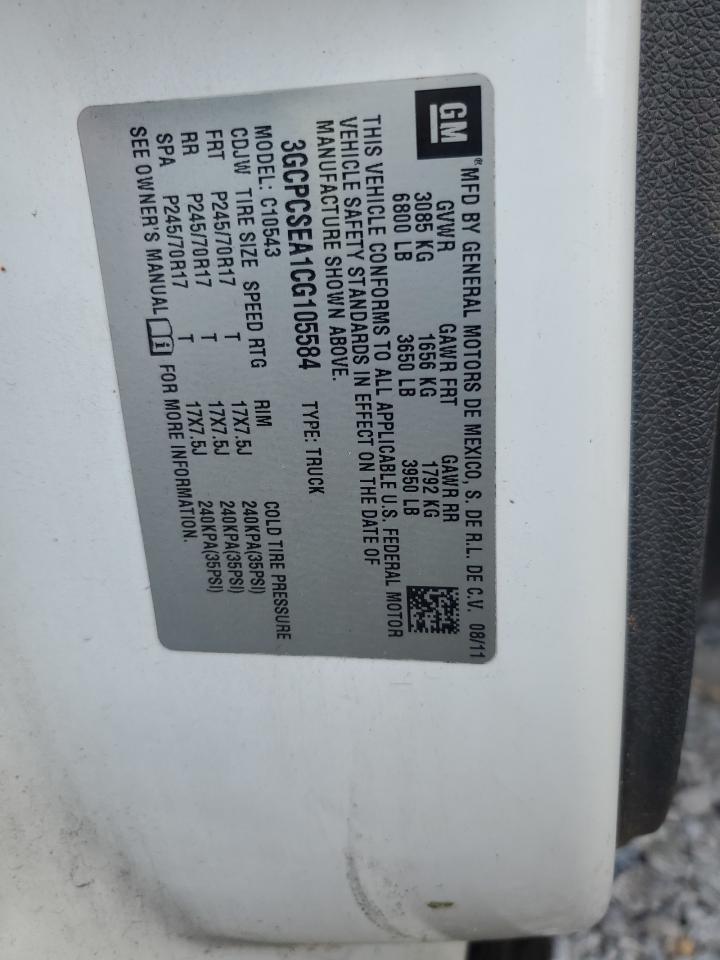 GM
® MFD BY GENERAL MOTORS DE MEXICO, S. DE R.L. DE C.V. 08/11
GVWR GAWR FRT GAWR RR
3085 KG 1656 KG 1792 KG
6800 LB 3650 LB 3950 LB
THIS VEHICLE CONFORMS TO ALL APPLICABLE U.S. FEDERAL MOTOR
VEHICLE SAFETY STANDARDS IN EFFECT ON THE DATE OF
MANUFACTURE SHOWN ABOVE.
3GCPCSEA1CG105584 TYPE: TRUCK
MODEL: C10543
CDJW TIRE SIZE SPEED RTG RIM COLD TIRE PRESSURE
FRT P245/70R17 T 17X7.5J 240KPA(35PSI)
RR P245/70R17 T 17X7.5J 240KPA(35PSI)
SPA P245/70R17 T 17X7.5J 240KPA(35PSI)
SEE OWNER'S MANUAL i FOR MORE INFORMATION.